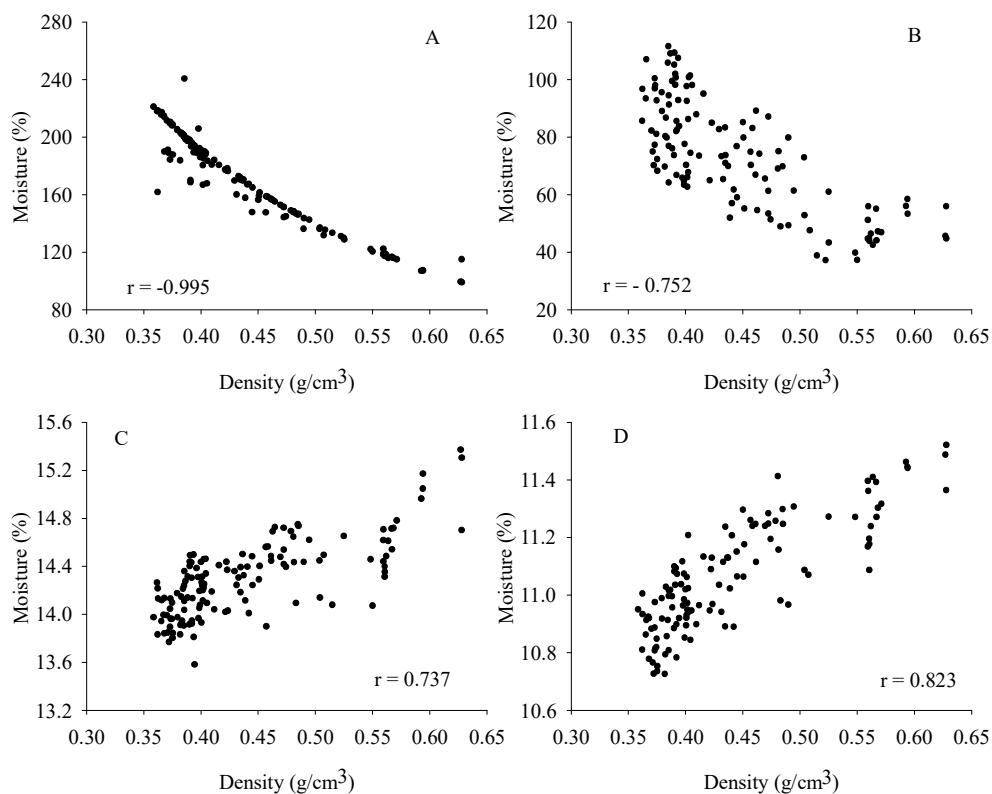 280
240
200
160
120
80
Moisture (%)
A
r = -0.995
0.30 0.35 0.40 0.45 0.50 0.55 0.60 0.65
Density (g/cm³)
120
100
80
60
40
20
Moisture (%)
B
r = - 0.752
0.30 0.35 0.40 0.45 0.50 0.55 0.60 0.65
Density (g/cm³)
15.6
15.2
14.8
14.4
14.0
13.6
13.2
Moisture (%)
C
r = 0.737
0.30 0.35 0.40 0.45 0.50 0.55 0.60 0.65
Density (g/cm³)
11.6
11.4
11.2
11.0
10.8
10.6
Moisture (%)
D
r = 0.823
0.30 0.35 0.40 0.45 0.50 0.55 0.60 0.65
Density (g/cm³)